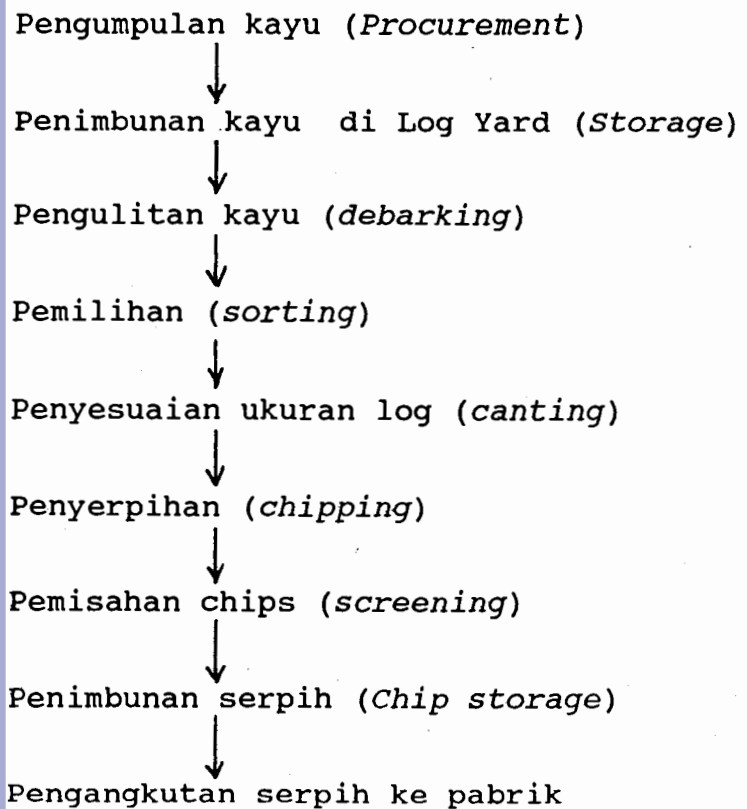 Pengumpulan kayu (Procurement)
Penimbunan kayu di Log Yard (Storage)
Pengulitan kayu (debarking)
Pemilihan (sorting)
Penyesuaian ukuran log (canting)
Penyerpihan (chipping)
Pemisahan chips (screening)
Penimbunan serpih (Chip storage)
Pengangkutan serpih ke pabrik